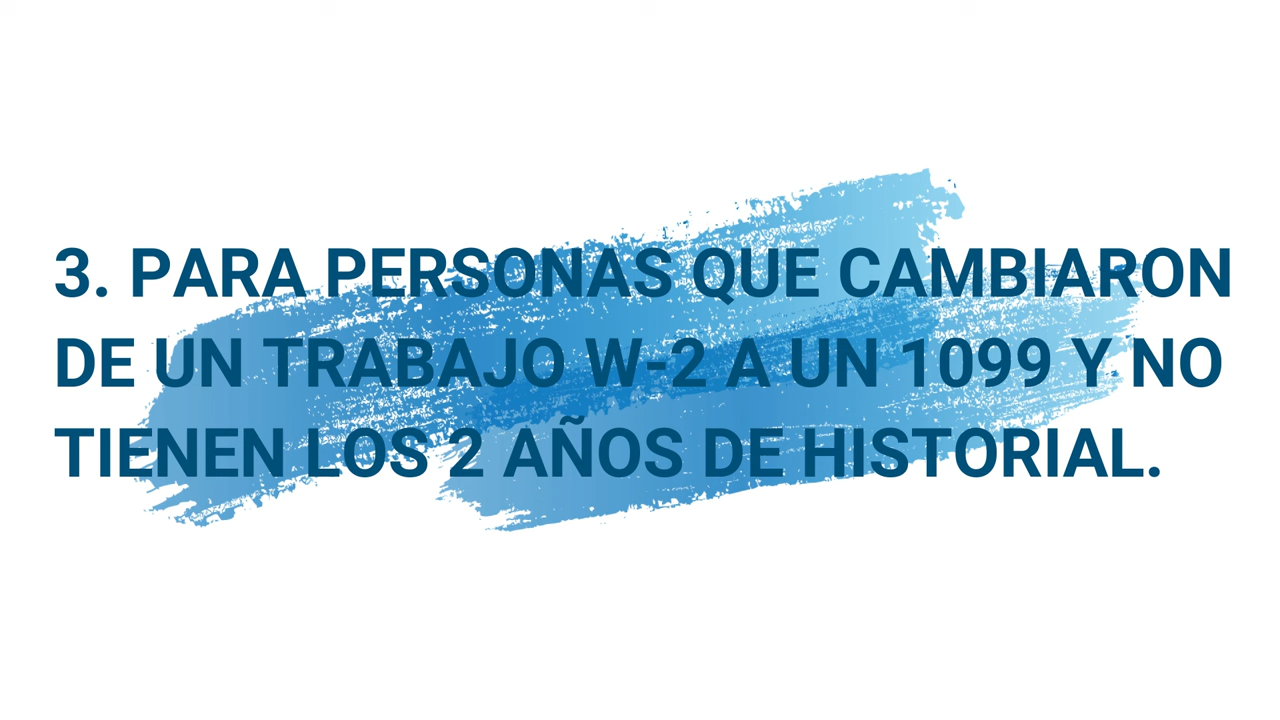 3. PARA PERSONAS QUE CAMBIARON
DE UN TRABAJO W-2 A UN 1099 Y NO
TIENEN LOS 2 AÑOS DE HISTORIAL.